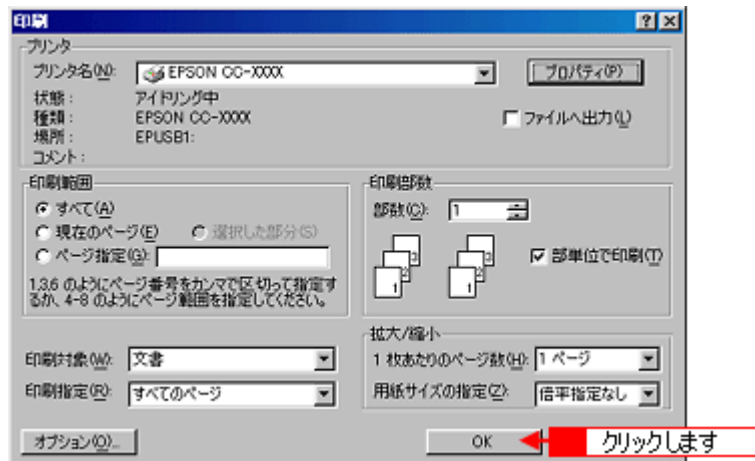 印刷
プリンタ
プリンタ名(N): EPSON CC-XXXX プロパティ(P)
状態： アイドリング中
種類： EPSON CC-XXXX
場所： EPUSB1:
コメント：
ファイルへ出力(L)
印刷範囲
すべて(A)
現在のページ(E) 選択した部分(S)
ページ指定(G):
1,3,6 のようにページ番号をカンマで区切って指定す
るか、4-8 のようにページ範囲を指定してください。
印刷部数
部数(C): 1
部単位で印刷(T)
1 2 3 1 2 3
印刷対象(W): 文書
印刷指定(R): すべてのページ
拡大/縮小
1 枚あたりのページ数(H): 1 ページ
用紙サイズの指定(Z): 倍率指定なし
オプション(O)... OK クリックします